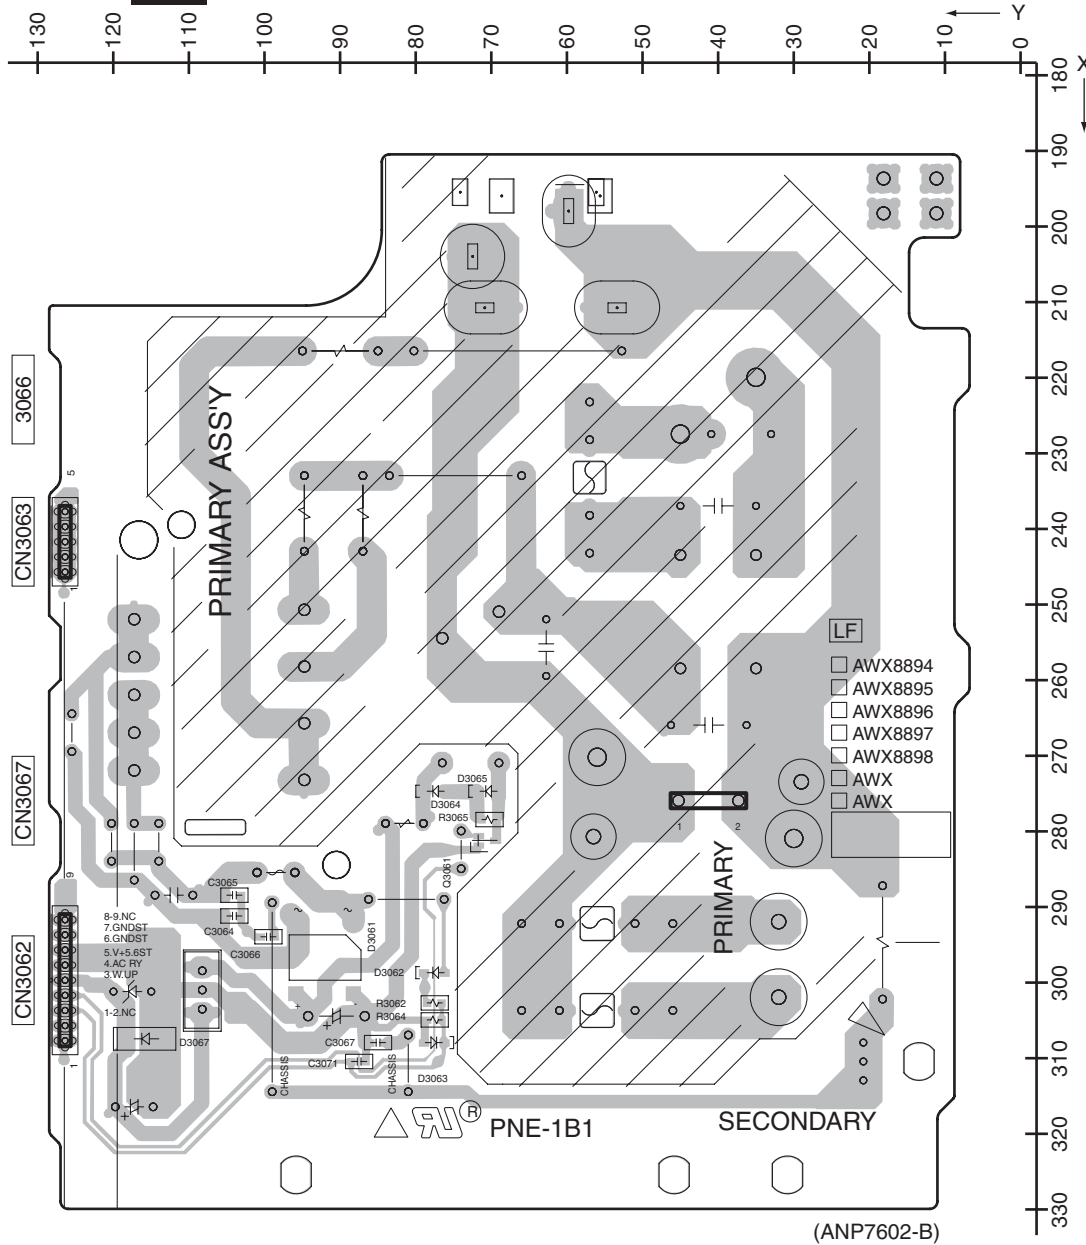 -130
-120
-110
-100
-90
-80
-70
-60
-50
-40
-30
-20
-10
0
Y
X
180
190
200
210
220
230
240
250
260
270
280
290
300
310
320
330
3066
CN3063
CN3067
CN3062
5
1
9
1
PRIMARY ASS'Y
LF
AWX8894
AWX8895
AWX8896
AWX8897
AWX8898
AWX
AWX
D3065
D3064
R3065
Q3061
1
2
PRIMARY
C3065
C3064
C3066
D3061
8-9.NC
7.GNDST
6.GNDST
5.V+5.6ST
4.AC RY
3.W.UP
1-2.NC
~
~
+
-
+
+
D3062
R3062
R3064
D3067
C3067
C3071
D3063
CHASSIS
CHASSIS
R
PNE-1B1
SECONDARY
(ANP7602-B)